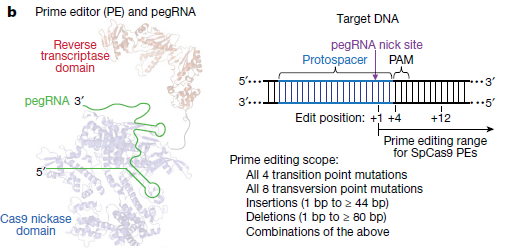 b Prime editor (PE) and pegRNA
Reverse
transcriptase
domain
pegRNA 3′
5′
Cas9 nickase
domain
Target DNA
pegRNA nick site
Protospacer PAM
5′ 3′
3′ 5′
Edit position: +1 +4 +12
Prime editing range
for SpCas9 PEs
Prime editing scope:
All 4 transition point mutations
All 8 transversion point mutations
Insertions (1 bp to ≥ 44 bp)
Deletions (1 bp to ≥ 80 bp)
Combinations of the above